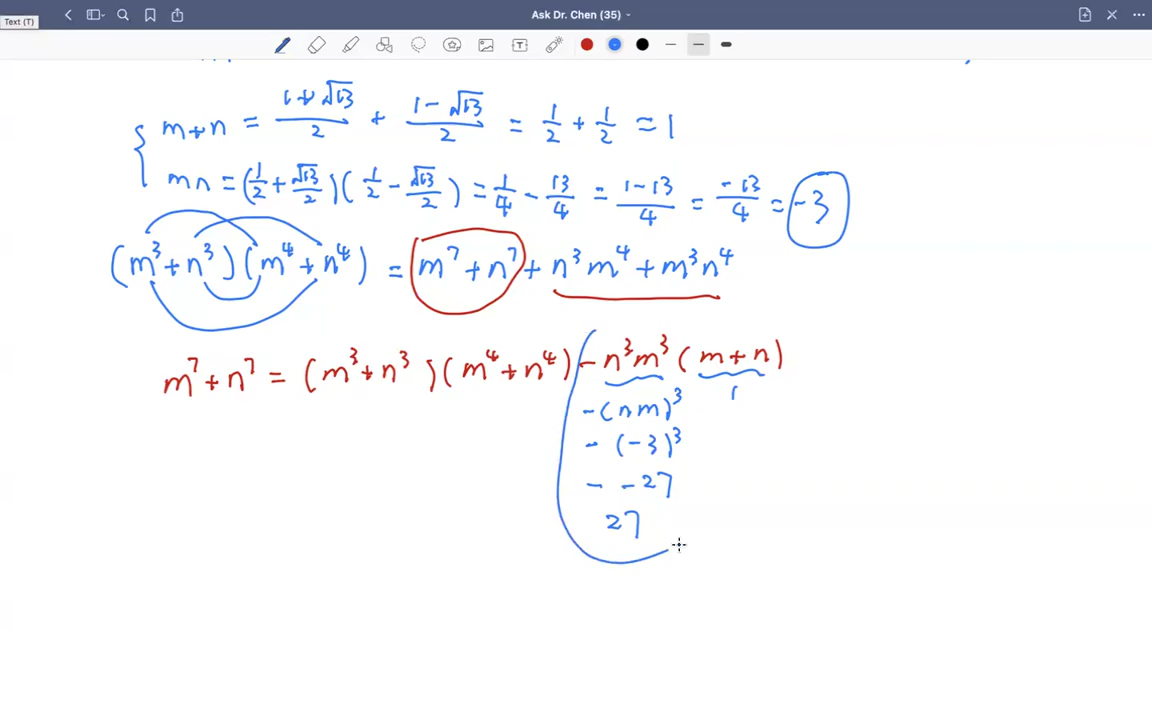 Text (T)
Ask Dr. Chen (35)
m+n = (1+√13)/2 + (1-√13)/2 = 1/2 + 1/2 = 1
mn = (1/2 + √13/2)(1/2 - √13/2) = 1/4 - 13/4 = (1-13)/4 = -13/4 = -3
(m³+n³)(m⁴+n⁴) = m⁷+n⁷+n³m⁴+m³n⁴
m⁷+n⁷ = (m³+n³)(m⁴+n⁴) - n³m³(m+n)
-(nm)³ 1
- (-3)³
- -27
27